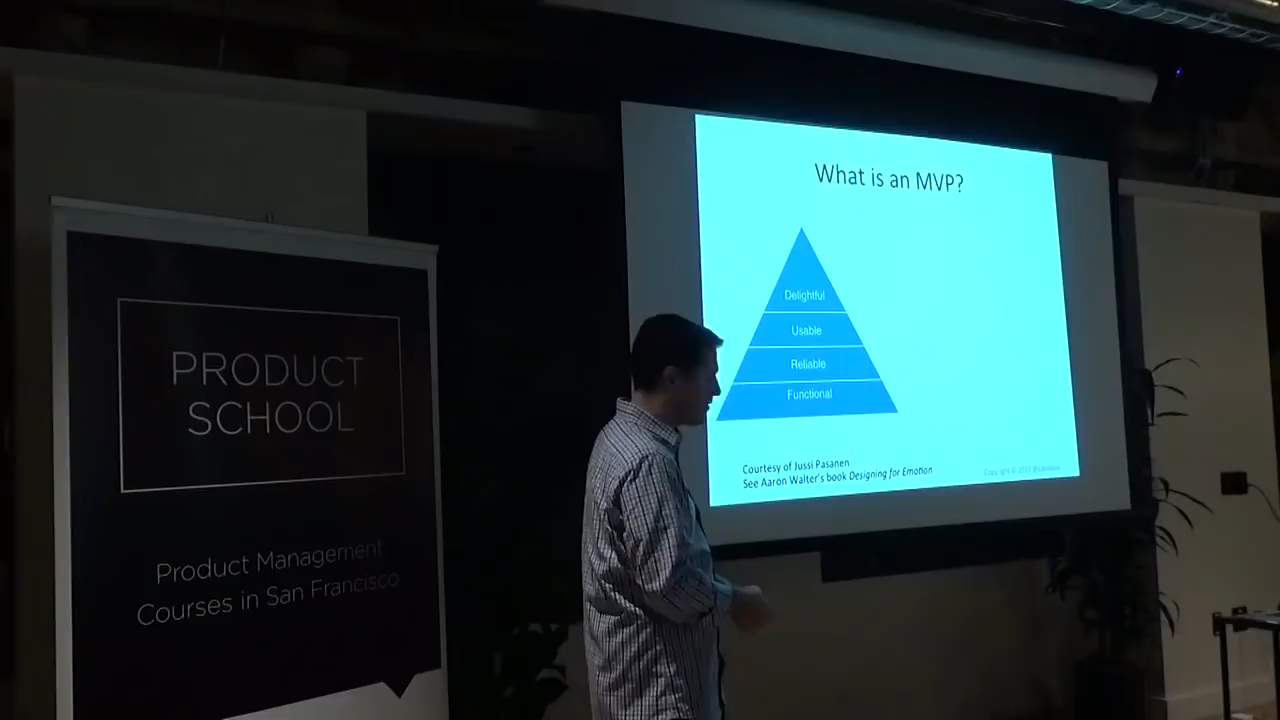 PRODUCT
SCHOOL
Product Management
Courses in San Francisco
What is an MVP?
Delightful
Usable
Reliable
Functional
Courtesy of Jussi Pasanen
See Aaron Walter's book Designing for Emotion
Copyright ©